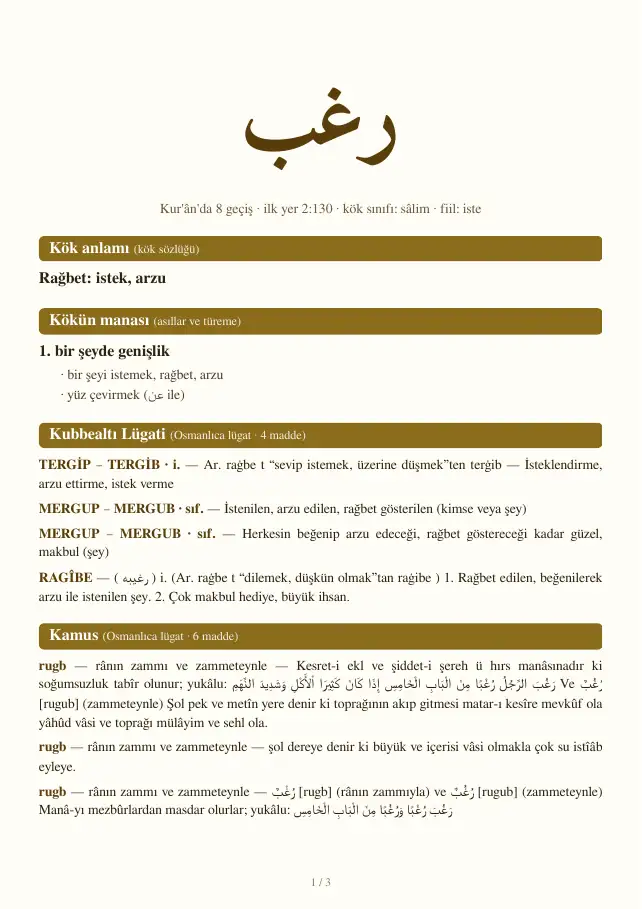 رغب
Kur'ân'da 8 geçiş · ilk yer 2:130 · kök sınıfı: sâlim · fiil: iste
Kök anlamı (kök sözlüğü)
Rağbet: istek, arzu
Kökün manası (asıllar ve türeme)
1. bir şeyde genişlik
· bir şeyi istemek, rağbet, arzu
· yüz çevirmek (عن ile)
Kubbealtı Lügati (Osmanlıca lügat · 4 madde)
TERGİP – TERGİB · i. — Ar. raġbe t “sevip istemek, üzerine düşmek”ten terġіb — İsteklendirme,
arzu ettirme, istek verme
MERGUP – MERGUB · sıf. — İstenilen, arzu edilen, rağbet gösterilen (kimse veya şey)
MERGUP – MERGUB · sıf. — Herkesin beğenip arzu edeceği, rağbet göstereceği kadar güzel,
makbul (şey)
RAGÎBE — ( رغيبه ) i. (Ar. raġbe t “dilemek, düşkün olmak”tan raġіbe ) 1. Rağbet edilen, beğenilerek
arzu ile istenilen şey. 2. Çok makbul hediye, büyük ihsan.
Kamus (Osmanlıca lügat · 6 madde)
rugb — rânın zammı ve zammeteynle — Kesret-i ekl ve şiddet-i şereh ü hırs manâsınadır ki
soğumsuzluk tabîr olunur; yukâlu: رَغُبَ الرَّجُلُ رُغْبًا مِنَ الْبَابِ الْخَامِسِ إِذَا كَانَ كَثِيرَ اْلأَكْلِ وَشَدِيدَ النَّهَمِ Ve رُغْبٌ
[rugub] (zammeteynle) Şol pek ve metîn yere denir ki toprağının akıp gitmesi matar-ı kesîre mevkûf ola
yâhûd vâsi ve toprağı mülâyim ve sehl ola.
rugb — rânın zammı ve zammeteynle — şol dereye denir ki büyük ve içerisi vâsi olmakla çok su istîâb
eyleye.
rugb — rânın zammı ve zammeteynle — رُغْبٌ [rugb] (rânın zammıyla) ve رُغُبٌ [rugub] (zammeteynle)
Manâ-yı mezbûrlardan masdar olurlar; yukâlu: رَغُبَ رُغْبًا وَرُغُبًا مِنَ الْبَابِ الْخَامِسِ
1 / 3